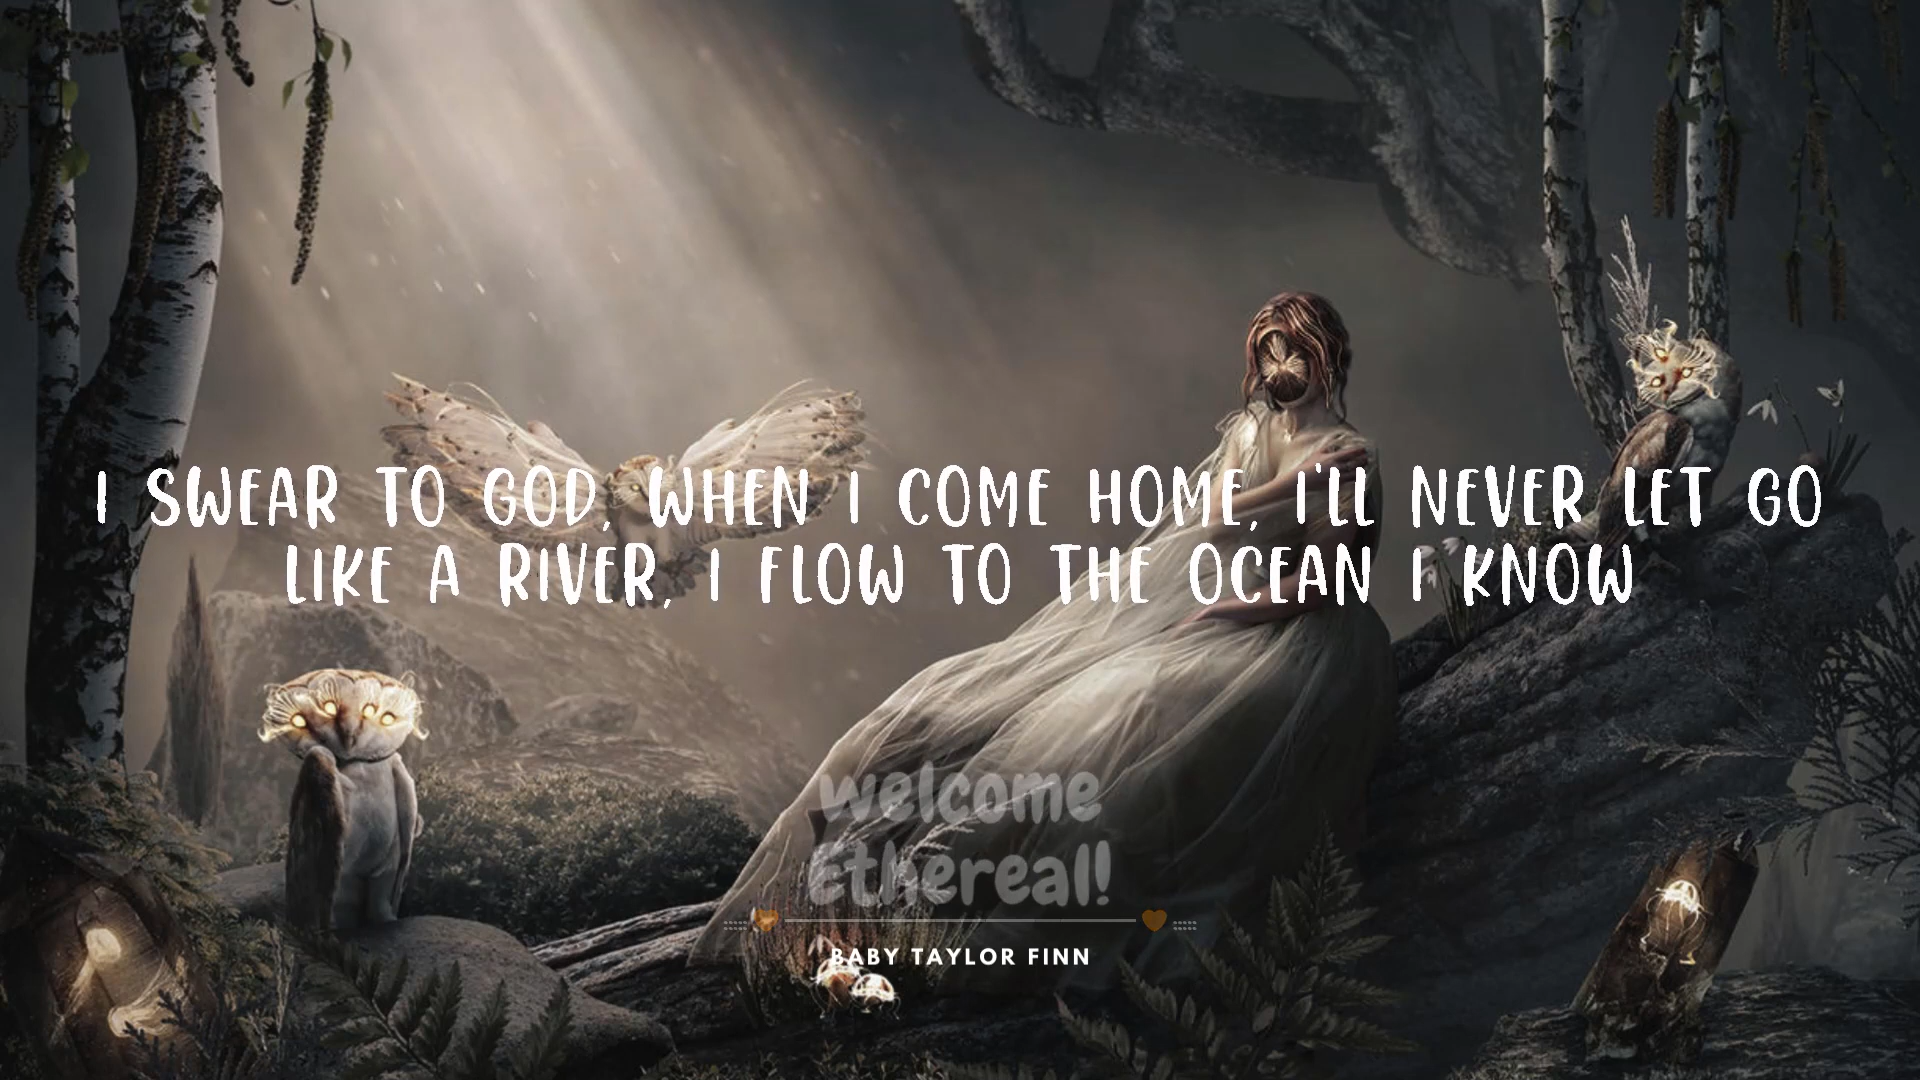 I SWEAR TO GOD, WHEN I COME HOME, I'LL NEVER LET GO
LIKE A RIVER, I FLOW TO THE OCEAN I KNOW
welcome
Ethereal!
BABY TAYLOR FINN